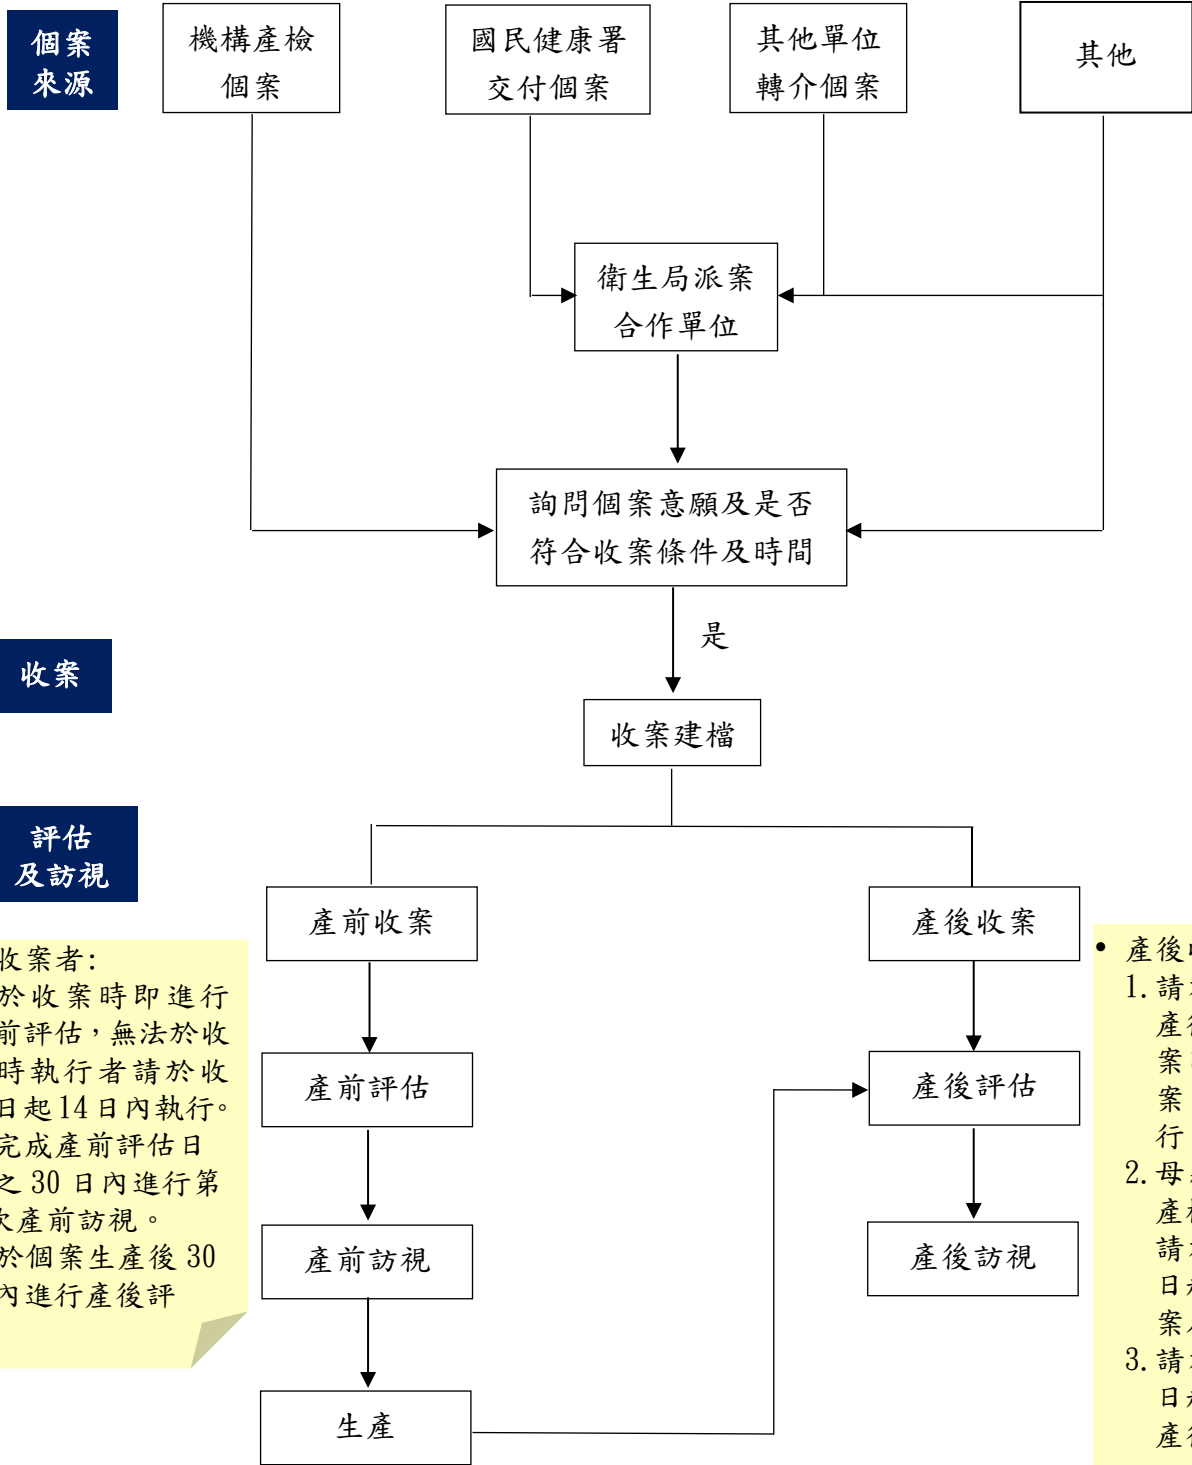 個案
來源
機構產檢
個案
國民健康署
交付個案
其他單位
轉介個案
其他
衛生局派案
合作單位
詢問個案意願及是否
符合收案條件及時間
是
收案
收案建檔
評估
及訪視
產前收案
產後收案
收案者:
於收案時即進行
前評估，無法於收
時執行者請於收
日起14日內執行。
完成產前評估日
之 30 日內進行第
次產前訪視。
於個案生產後 30
內進行產後評
產前評估
產前訪視
生產
產後評估
產後訪視
• 產後
1. 請
產後
案
案
行
2. 母
產
請
日
案
3. 請
日
產後